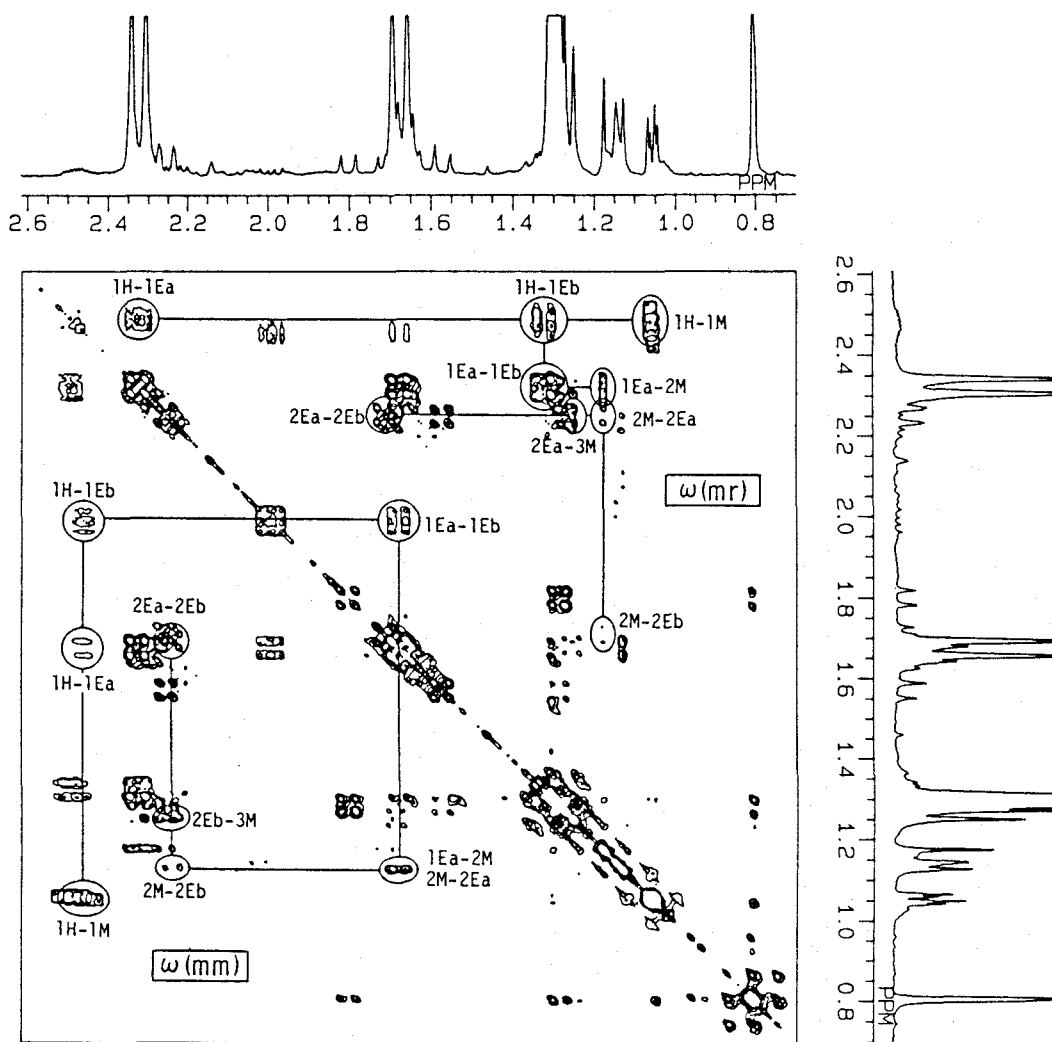 PPM
2.6 2.4 2.2 2.0 1.8 1.6 1.4 1.2 1.0 0.8
1H-1Ea
1H-1Eb
1H-1M
1Ea-1Eb
1Ea-2M
2Ea-2Eb
2M-2Ea
2Ea-3M
ω(mr)
1H-1Eb
1Ea-1Eb
2Ea-2Eb
2M-2Eb
1H-1Ea
2Eb-3M
1Ea-2M
2M-2Eb
2M-2Ea
1H-1M
ω(mm)
2.6
2.4
2.2
2.0
1.8
1.6
1.4
1.2
1.0
0.8
PPM